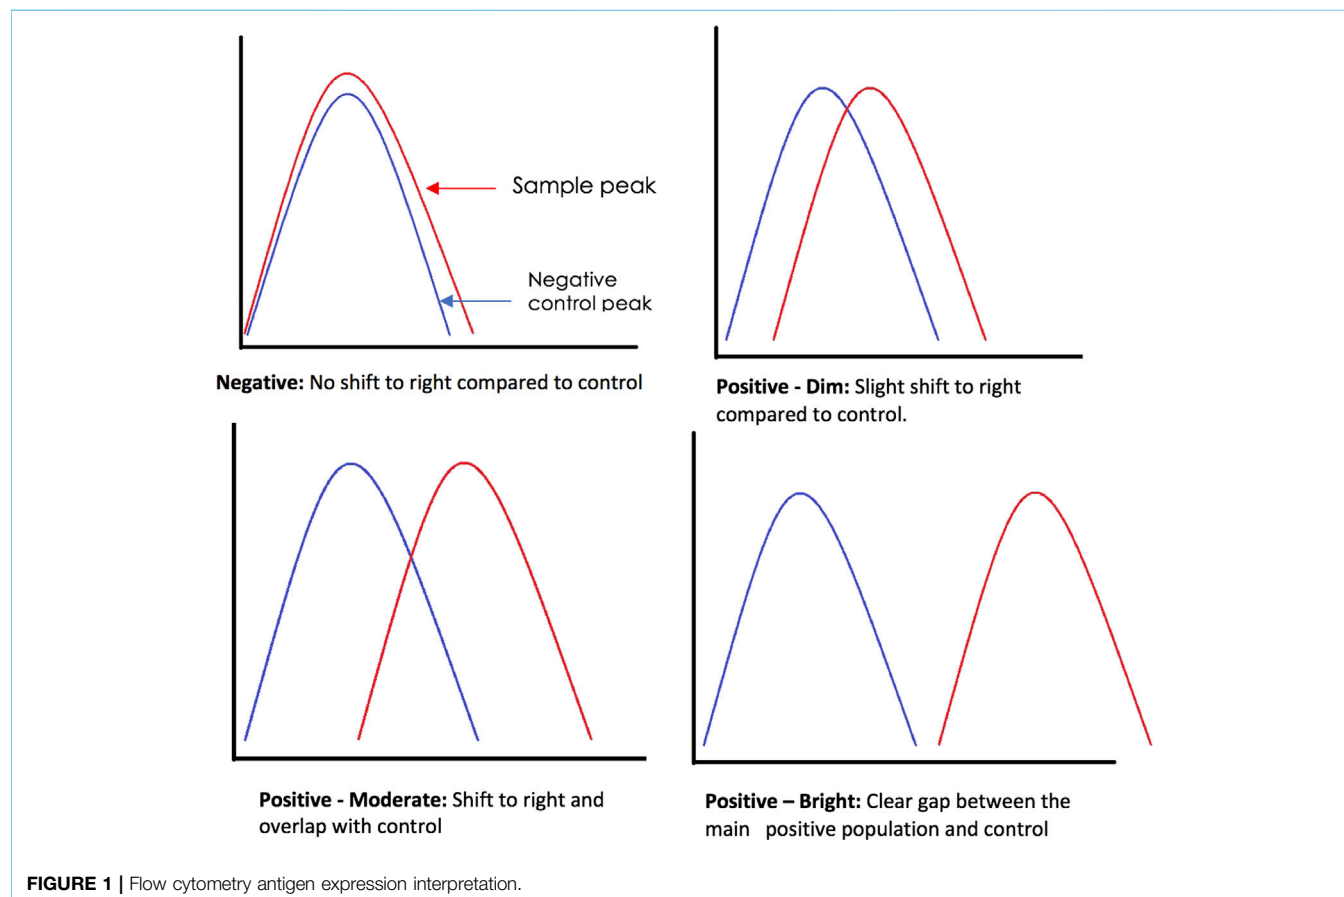 Sample peak
Negative
control peak
Negative: No shift to right compared to control
Positive - Dim: Slight shift to right
compared to control.
Positive - Moderate: Shift to right and
overlap with control
Positive – Bright: Clear gap between the
main positive population and control
FIGURE 1 | Flow cytometry antigen expression interpretation.